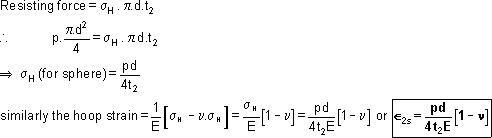 Resisting force = σH . π.d.t2
∴ p. π.d²/4 = σH . π.d.t2
⇒ σH (for sphere) = pd/4t2
similarly the hoop strain = 1/E [σH − ν.σH] = σH/E [1 − ν] = pd/4t2E [1 − ν] or ϵ2s = pd/4t2E [1 − ν]